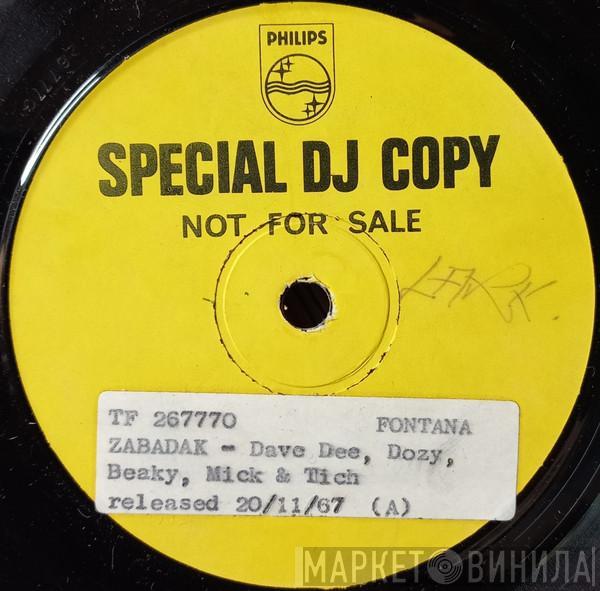 PHILIPS
SPECIAL DJ COPY
NOT FOR SALE
TF 267770 FONTANA
ZABADAK - Dave Dee, Dozy,
Beaky, Mick & Tich
released 20/11/67 (A)
МАРКЕТ ВИНИЛА